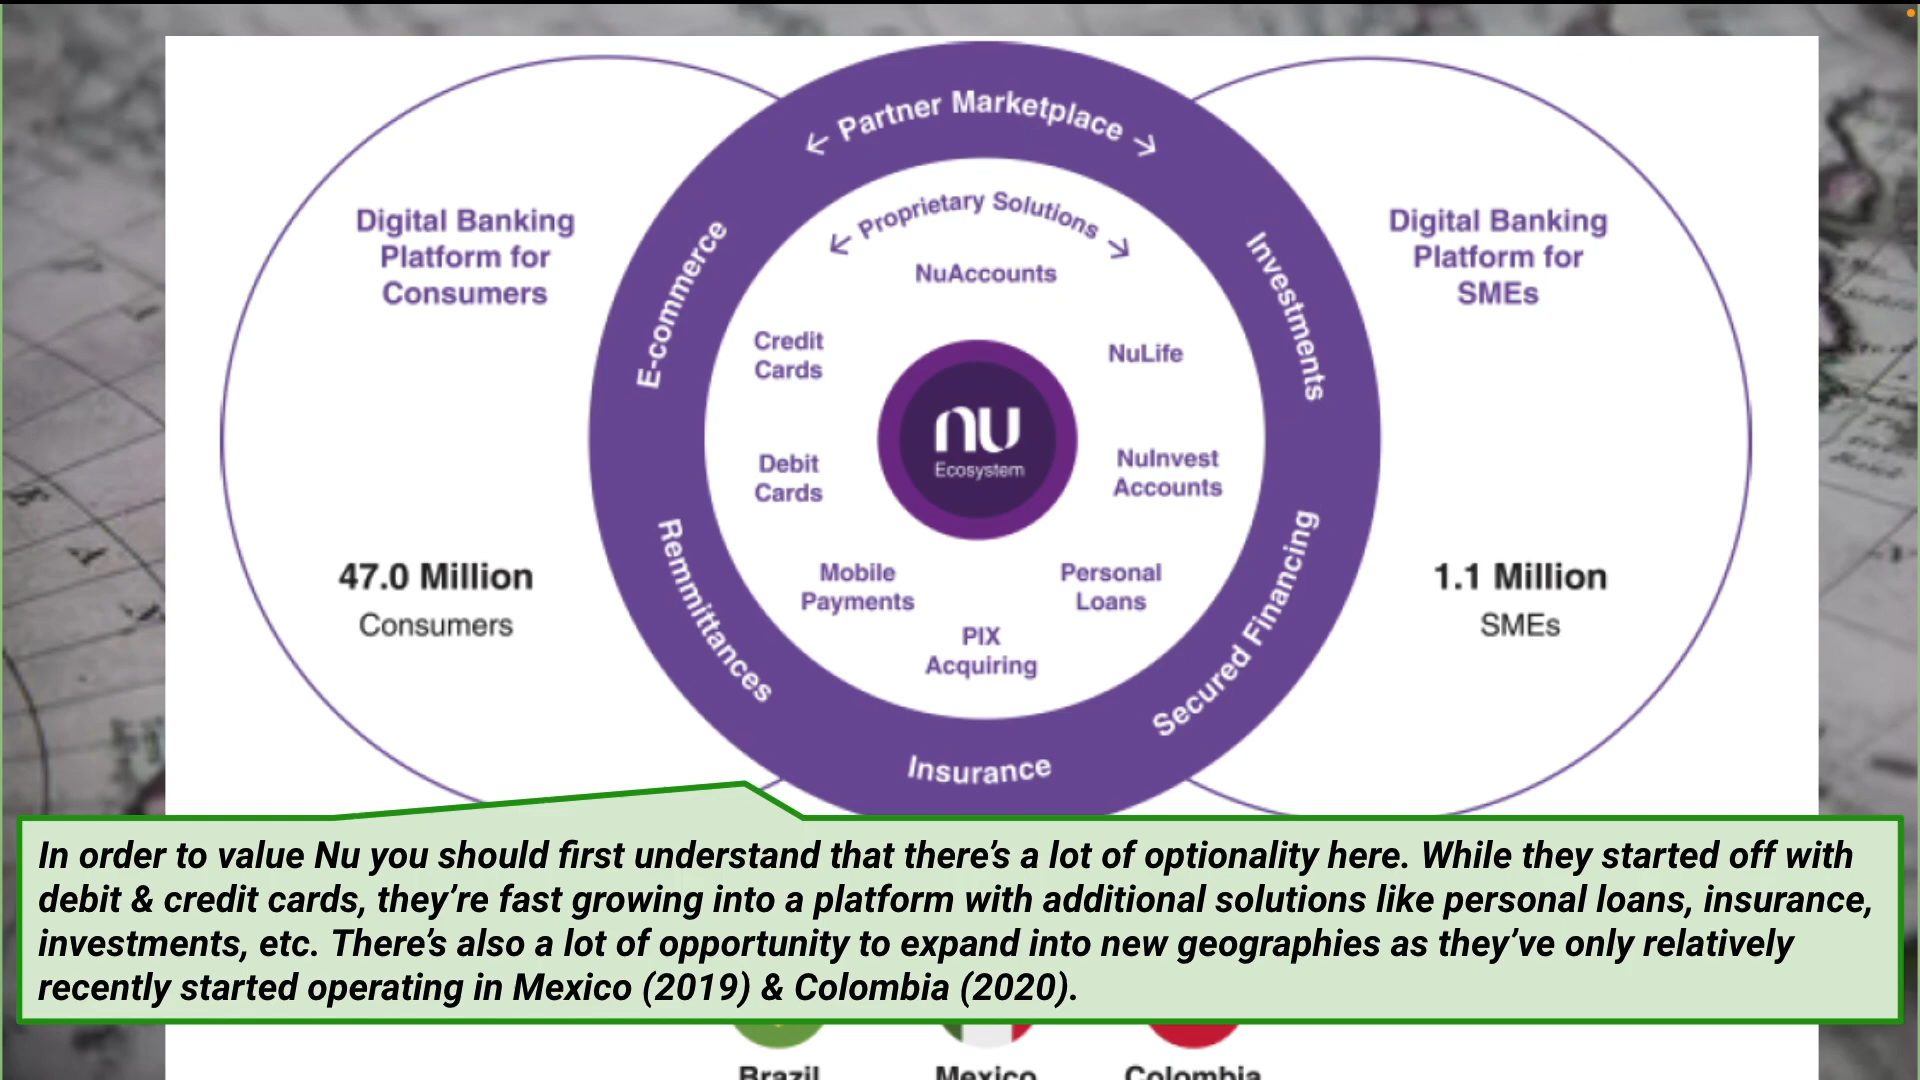 ← Partner Marketplace →
← Proprietary Solutions →
Digital Banking
Platform for
Consumers
47.0 Million
Consumers
E-commerce
Remmittances
Insurance
Secured Financing
Investments
NuAccounts
Credit
Cards
NuLife
Debit
Cards
nu
Ecosystem
NuInvest
Accounts
Mobile
Payments
Personal
Loans
PIX
Acquiring
Digital Banking
Platform for
SMEs
1.1 Million
SMEs
In order to value Nu you should first understand that there's a lot of optionality here. While they started off with
debit & credit cards, they're fast growing into a platform with additional solutions like personal loans, insurance,
investments, etc. There's also a lot of opportunity to expand into new geographies as they've only relatively
recently started operating in Mexico (2019) & Colombia (2020).
Brazil
Mexico
Colombia